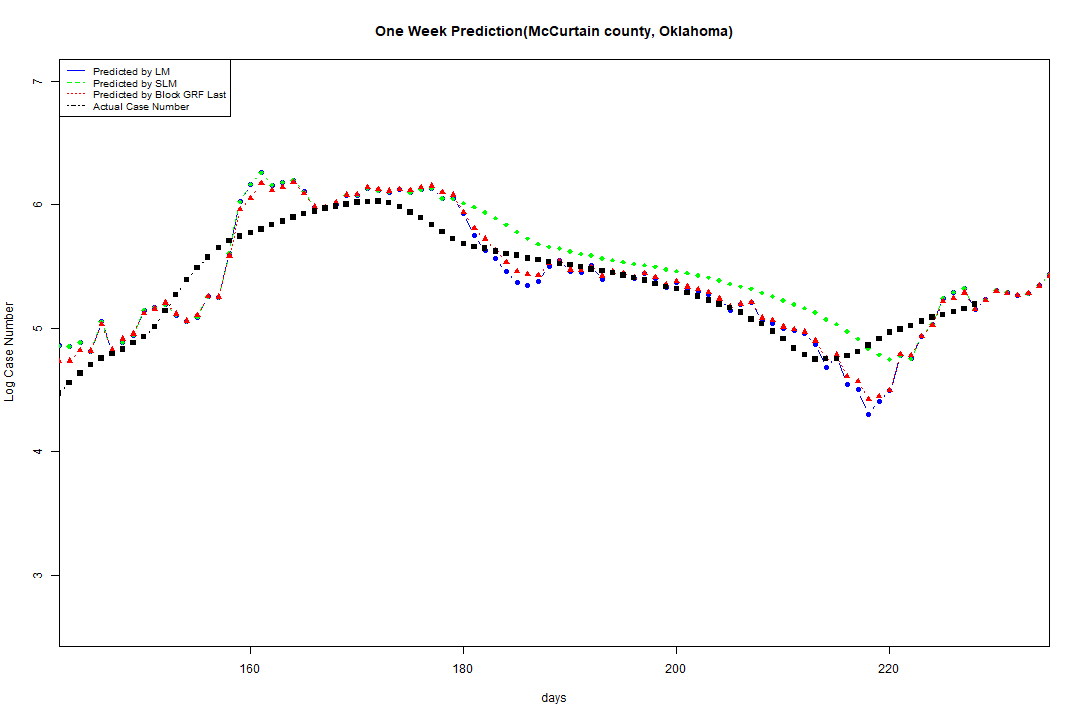 One Week Prediction(McCurtain county, Oklahoma)
Predicted by LM
Predicted by SLM
Predicted by Block GRF Last
Actual Case Number
7
6
5
4
3
Log Case Number
160
180
200
220
days